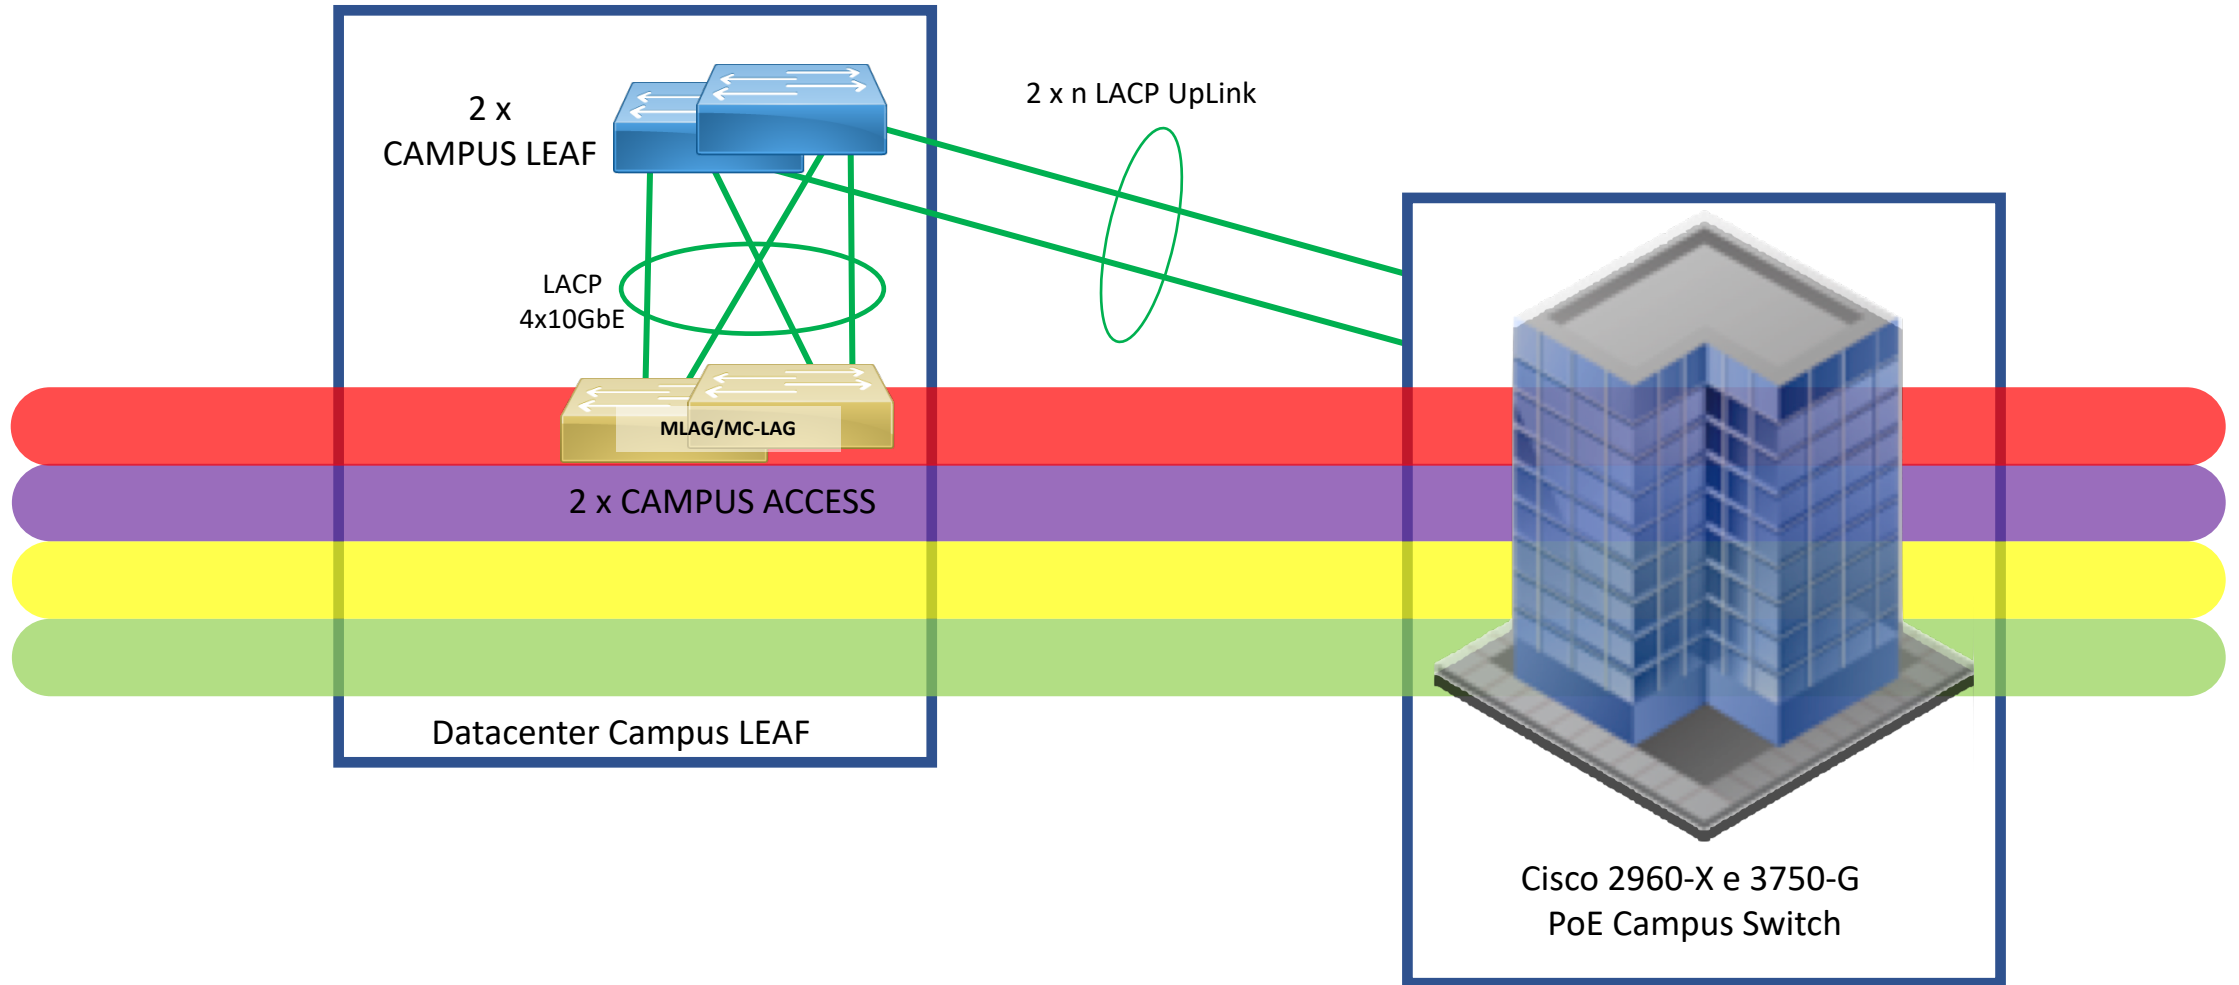 2 x
CAMPUS LEAF
2 x n LACP UpLink
LACP
4x10GbE
MLAG/MC-LAG
2 x CAMPUS ACCESS
Datacenter Campus LEAF
Cisco 2960-X e 3750-G
PoE Campus Switch